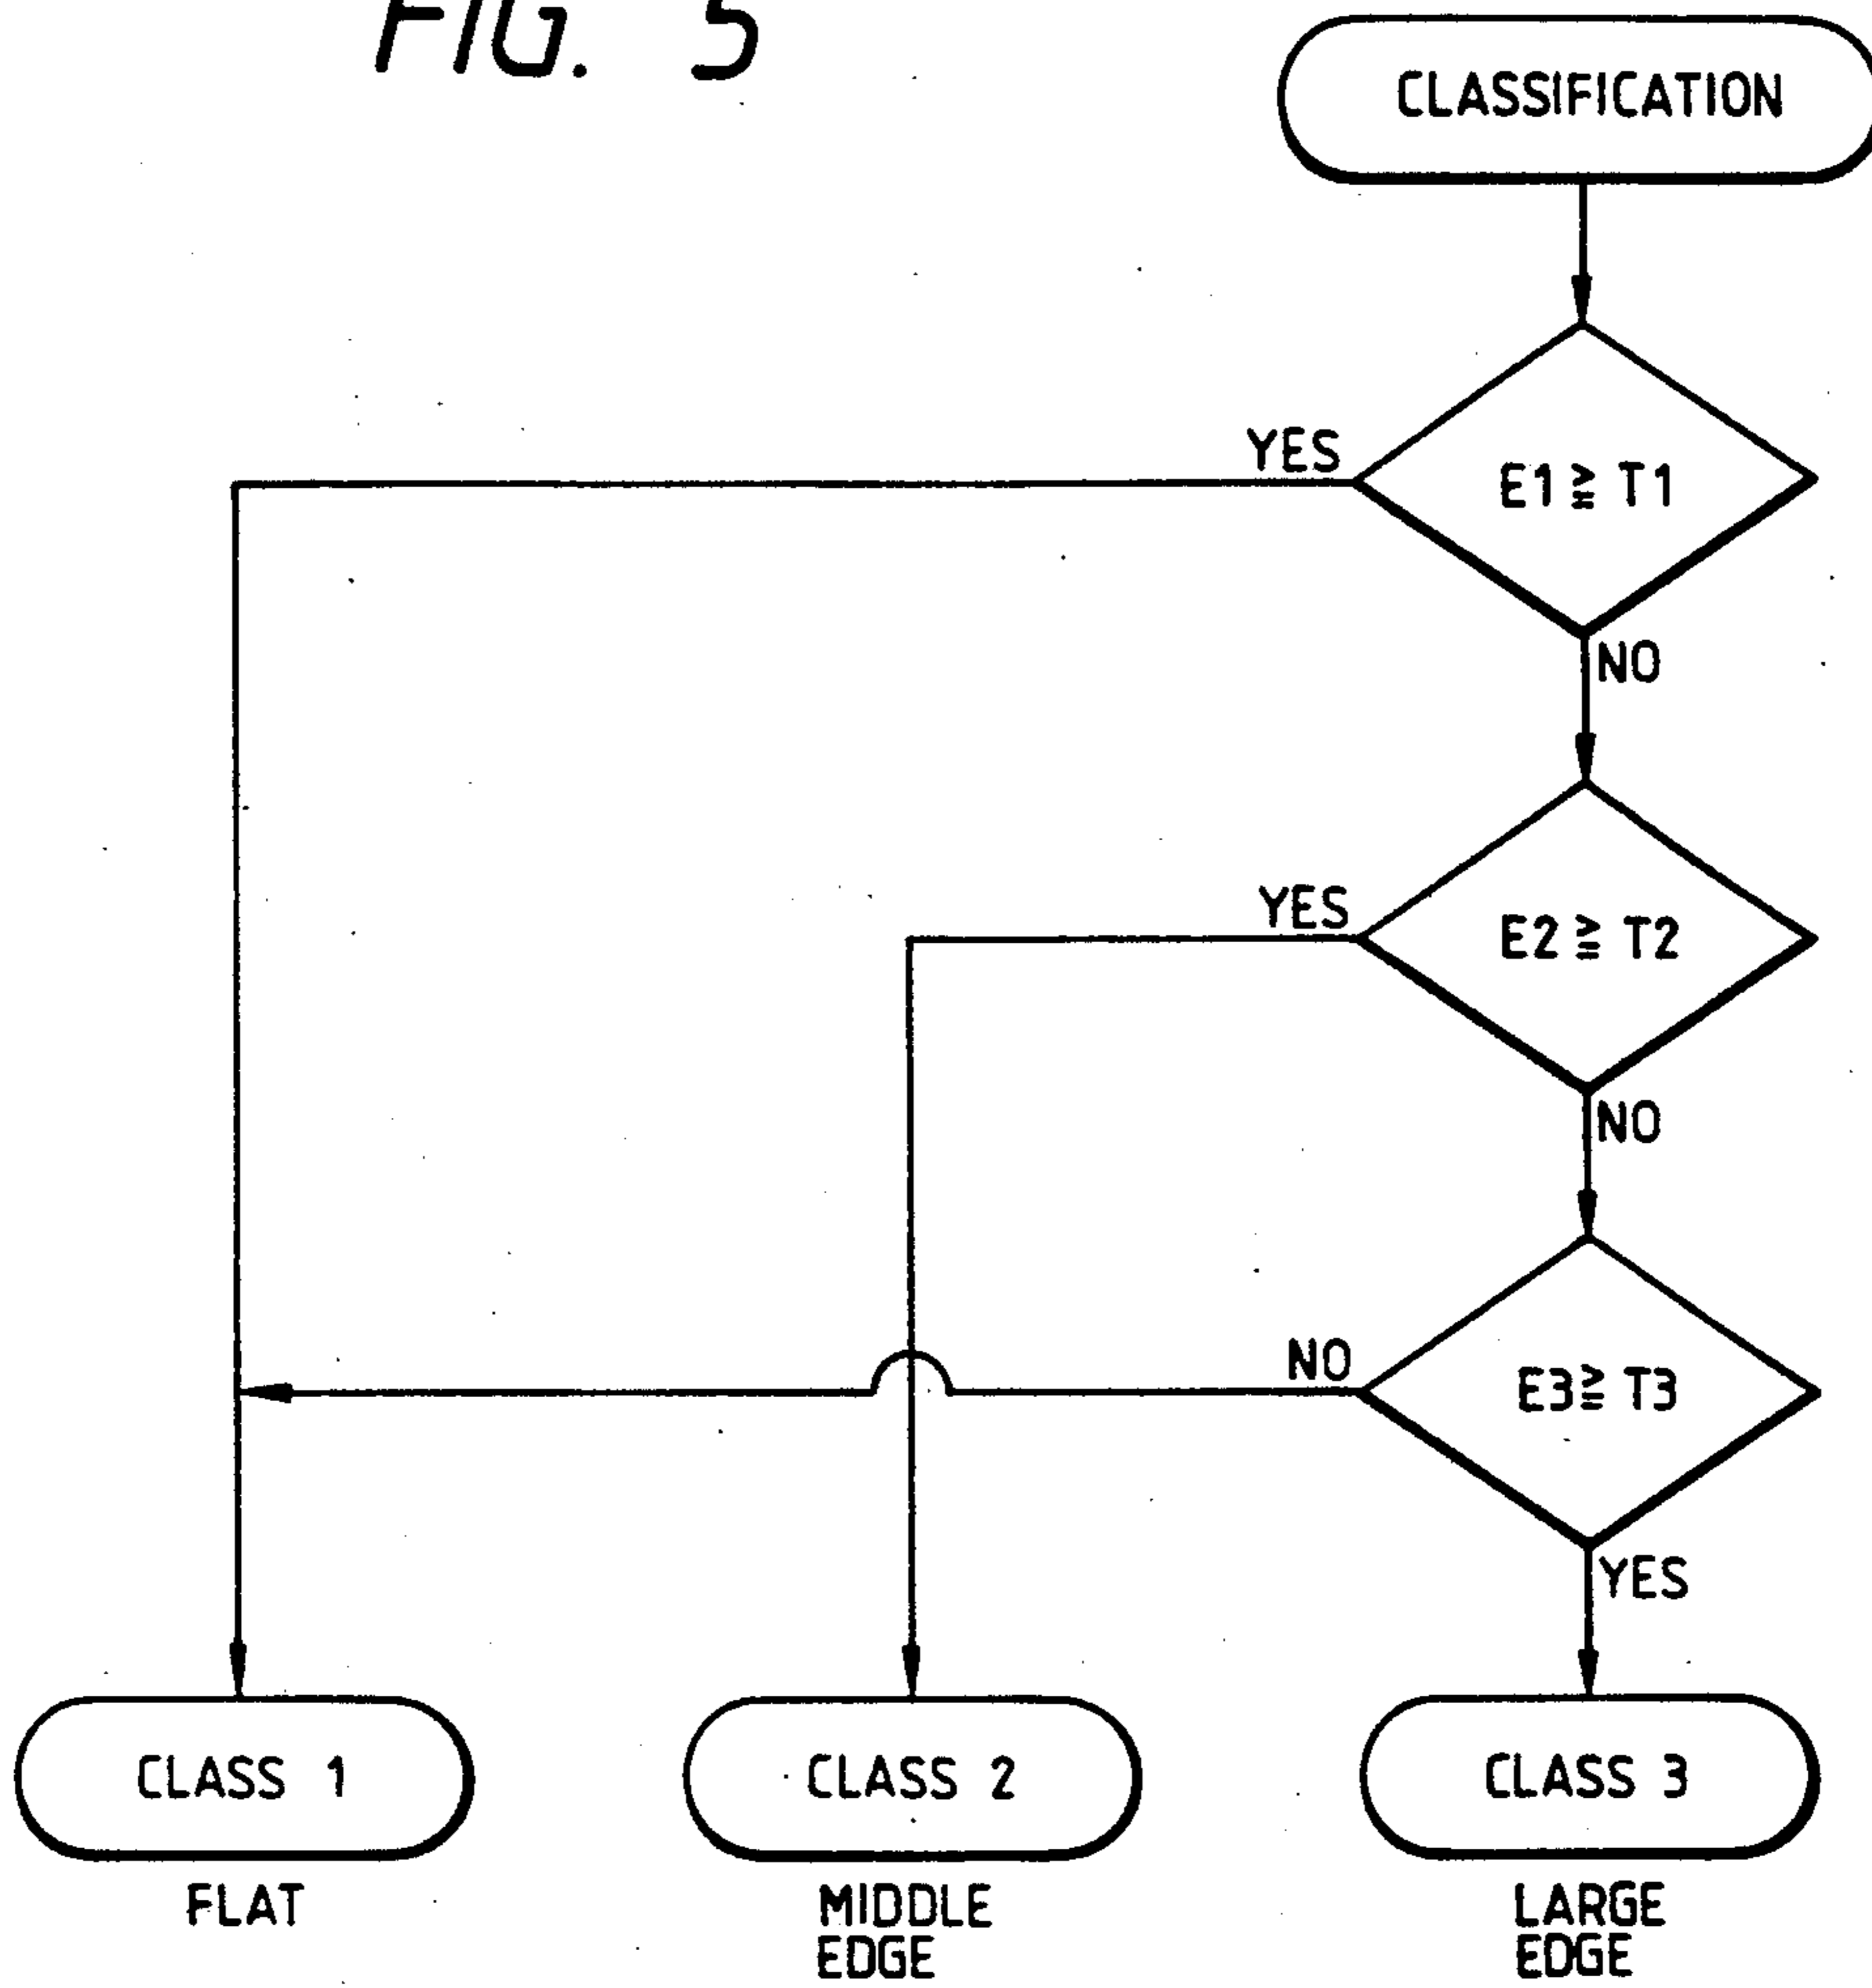 FIG. 5
CLASSIFICATION
YES
E1 ≧ T1
NO
YES
E2 ≧ T2
NO
NO
E3 ≧ T3
YES
CLASS 1
CLASS 2
CLASS 3
FLAT
MIDDLE
EDGE
LARGE
EDGE